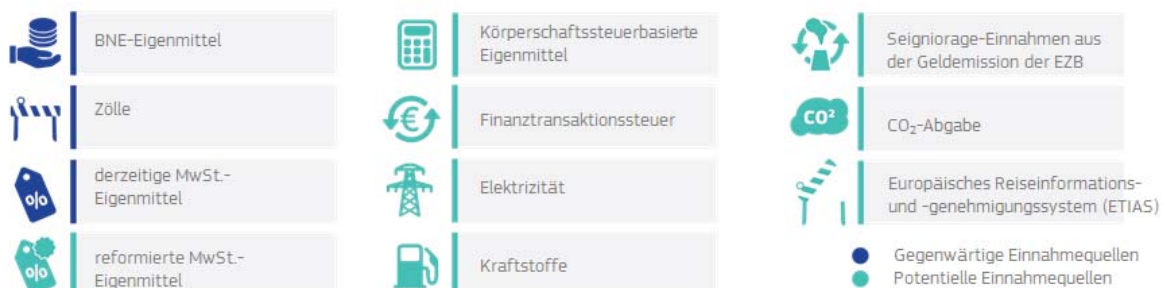 BNE-Eigenmittel
Zölle
derzeitige MwSt.-
Eigenmittel
%
reformierte MwSt.-
Eigenmittel
%
Körperschaftssteuerbasierte
Eigenmittel
€
Finanztransaktionssteuer
Elektrizität
Kraftstoffe
Seigniorage-Einnahmen aus
der Geldemission der EZB
CO²
CO₂-Abgabe
Europäisches Reiseinformations-
und -genehmigungssystem (ETIAS)
Gegenwärtige Einnahmequellen
Potentielle Einnahmequellen